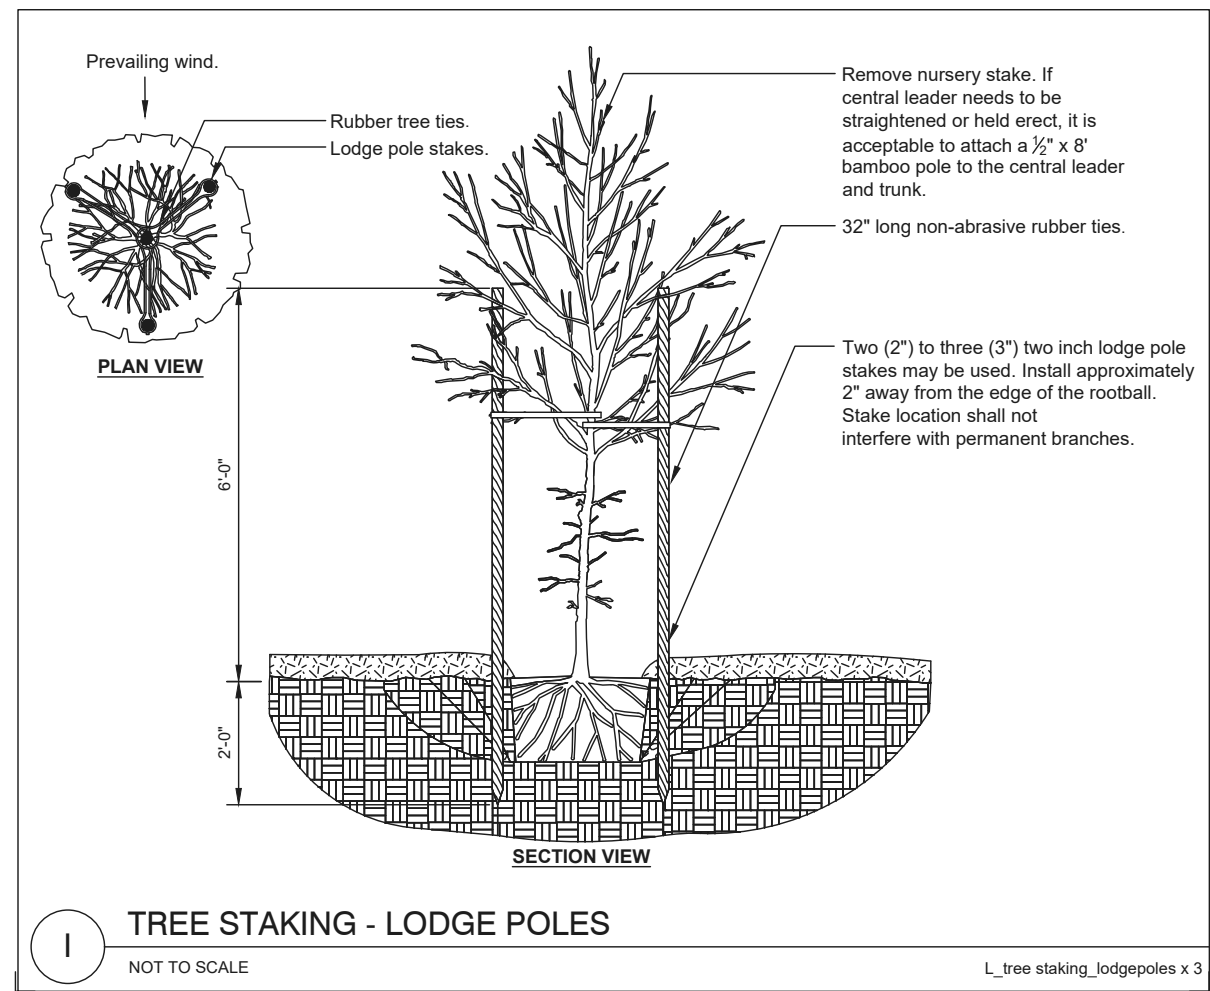 Prevailing wind.
Rubber tree ties.
Lodge pole stakes.
PLAN VIEW
Remove nursery stake. If
central leader needs to be
straightened or held erect, it is
acceptable to attach a ½" x 8'
bamboo pole to the central leader
and trunk.
32" long non-abrasive rubber ties.
Two (2") to three (3") two inch lodge pole
stakes may be used. Install approximately
2" away from the edge of the rootball.
Stake location shall not
interfere with permanent branches.
6'-0"
2'-0"
SECTION VIEW
I
TREE STAKING - LODGE POLES
NOT TO SCALE
L_tree staking_lodgepoles x 3